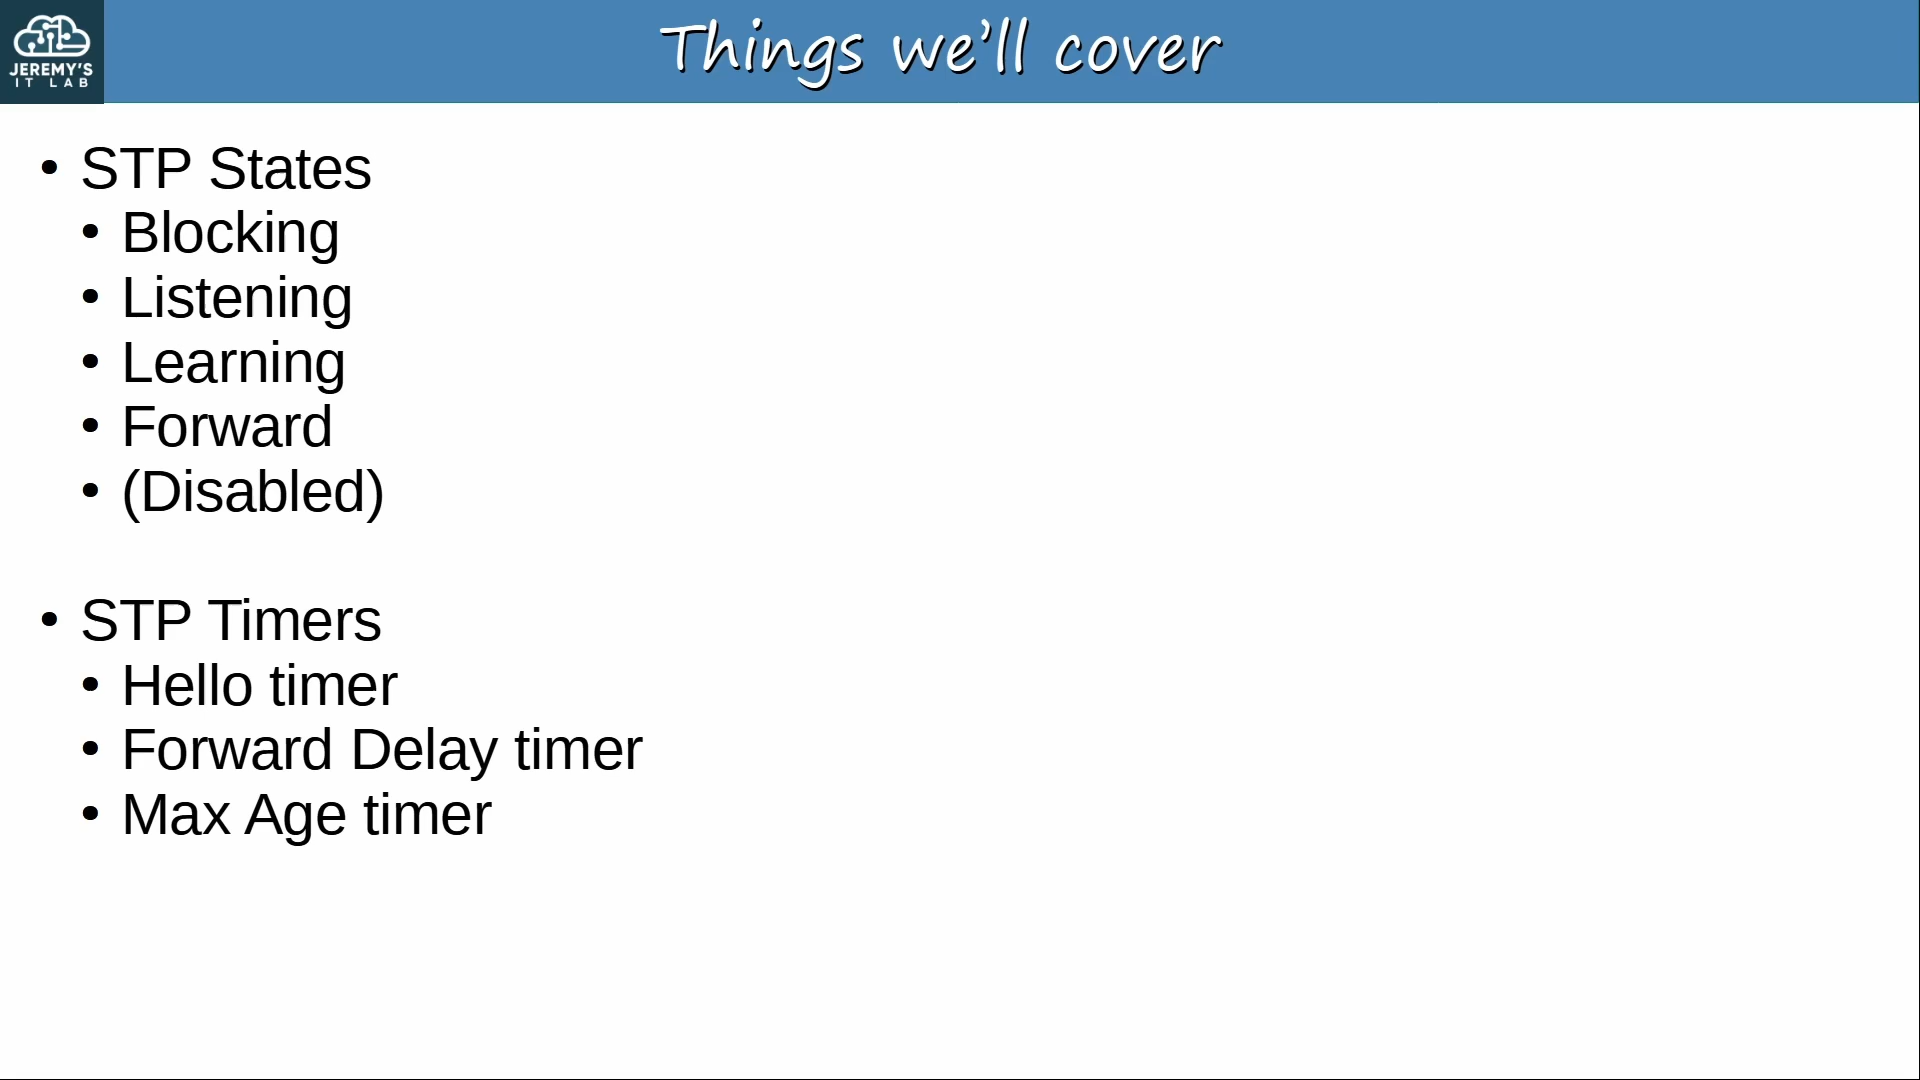 JEREMY'S
IT LAB
Things we'll cover
• STP States
• Blocking
• Listening
• Learning
• Forward
• (Disabled)
• STP Timers
• Hello timer
• Forward Delay timer
• Max Age timer